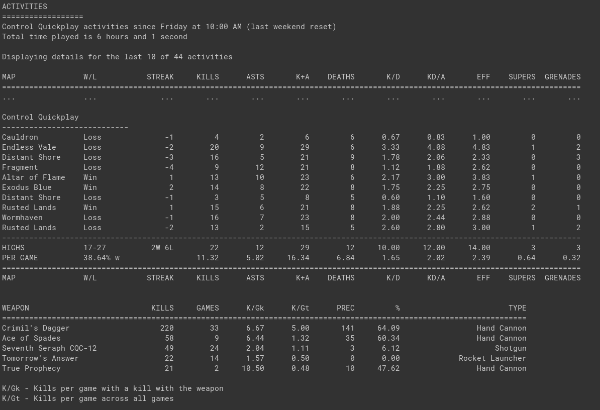 ACTIVITIES
==================
Control Quickplay activities since Friday at 10:00 AM (last weekend reset)
Total time played is 6 hours and 1 second
Displaying details for the last 10 of 44 activities
MAP W/L STREAK KILLS ASTS K+A DEATHS K/D KD/A EFF SUPERS GRENADES
... ... ... ... ... ... ... ... ... ... ... ...
Control Quickplay
Cauldron Loss -1 4 2 6 6 0.67 0.83 1.00 0 0
Endless Vale Loss -2 20 9 29 6 3.33 4.08 4.83 1 2
Distant Shore Loss -3 16 5 21 9 1.78 2.06 2.33 0 3
Fragment Loss -4 9 12 21 8 1.12 1.88 2.62 0 0
Altar of Flame Win 1 13 10 23 6 2.17 3.00 3.83 1 0
Exodus Blue Win 2 14 8 22 8 1.75 2.25 2.75 0 0
Distant Shore Loss -1 3 5 8 5 0.60 1.10 1.60 0 0
Rusted Lands Win 1 15 6 21 8 1.88 2.25 2.62 2 1
Wormhaven Loss -1 16 7 23 8 2.00 2.44 2.88 0 0
Rusted Lands Loss -2 13 2 15 5 2.60 2.80 3.00 1 2
HIGHS 17-27 2W 6L 22 12 29 12 10.00 12.00 14.00 3 3
PER GAME 38.64% w 11.32 5.02 16.34 6.84 1.65 2.02 2.39 0.64 0.32
MAP W/L STREAK KILLS ASTS K+A DEATHS K/D KD/A EFF SUPERS GRENADES
WEAPON KILLS GAMES K/Gk K/Gt PREC % TYPE
Crimil's Dagger 220 33 6.67 5.00 141 64.09 Hand Cannon
Ace of Spades 58 9 6.44 1.32 35 60.34 Hand Cannon
Seventh Seraph CQC-12 49 24 2.04 1.11 3 6.12 Shotgun
Tomorrow's Answer 22 14 1.57 0.50 0 0.00 Rocket Launcher
True Prophecy 21 2 10.50 0.48 10 47.62 Hand Cannon
K/Gk - Kills per game with a kill with the weapon
K/Gt - Kills per game across all games